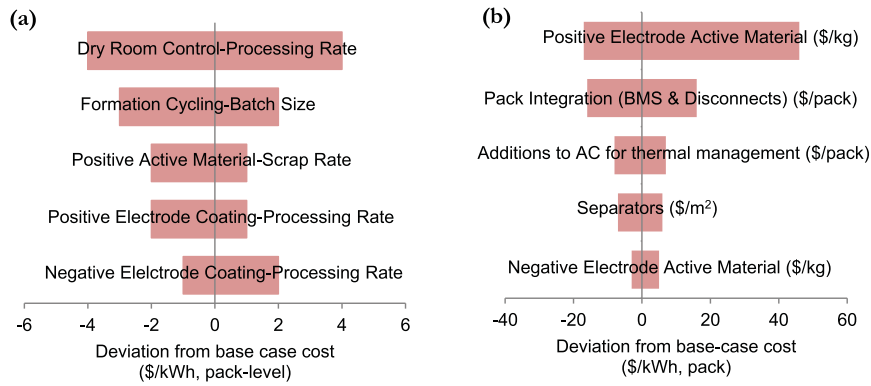 (a)
Dry Room Control-Processing Rate
Formation Cycling-Batch Size
Positive Active Material-Scrap Rate
Positive Electrode Coating-Processing Rate
Negative Elelctrode Coating-Processing Rate
-6 -4 -2 0 2 4 6
Deviation from base case cost
($/kWh, pack-level)
(b)
Positive Electrode Active Material ($/kg)
Pack Integration (BMS & Disconnects) ($/pack)
Additions to AC for thermal management ($/pack)
Separators ($/m²)
Negative Electrode Active Material ($/kg)
-40 -20 0 20 40 60
Deviation from base-case cost
($/kWh, pack)